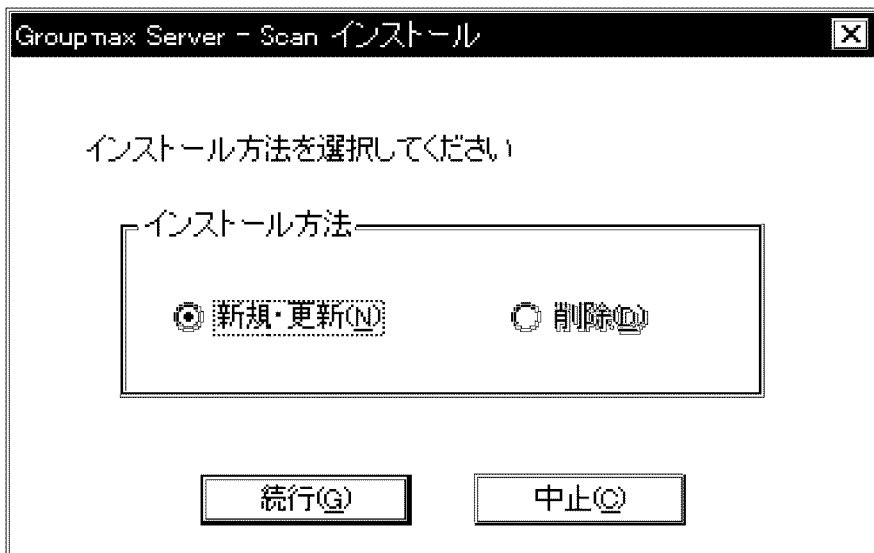 Groupmax Server - Scan インストール
インストール方法を選択してください
インストール方法
新規・更新(N) 削除(D)
続行(G) 中止(C)